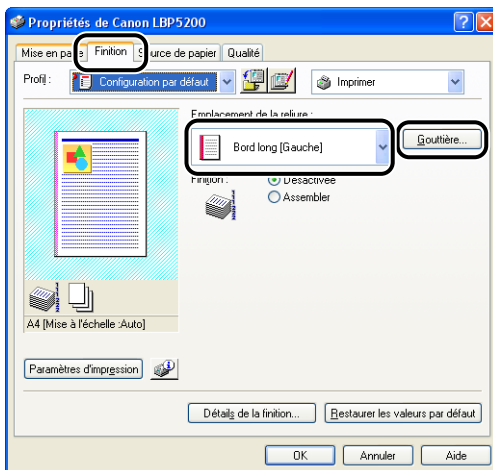 Propriétés de Canon LBP5200
Mise en page Finition Source de papier Qualité
Profil : Configuration par défaut Imprimer
Emplacement de la reliure :
Bord long [Gauche] Gouttière...
Finition : Désactivée
Assembler
A4 [Mise à l'échelle :Auto]
Paramètres d'impression
Détails de la finition... Restaurer les valeurs par défaut
OK Annuler Aide